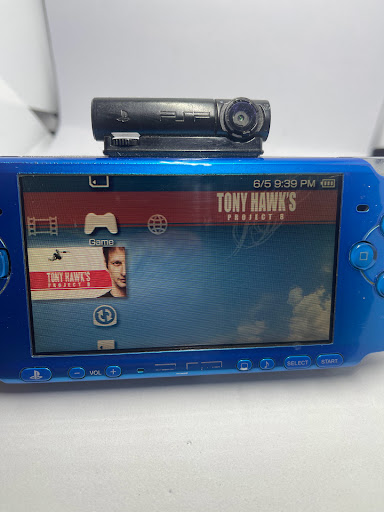 PSP
6/5 9:39 PM
TONY HAWK'S
PROJECT 8
Game
TONY HAWK'S
PROJECT 8
VOL
SELECT
START